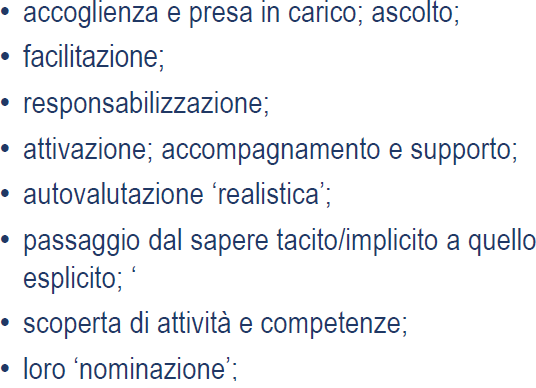 • accoglienza e presa in carico; ascolto;
• facilitazione;
• responsabilizzazione;
• attivazione; accompagnamento e supporto;
• autovalutazione ‘realistica’;
• passaggio dal sapere tacito/implicito a quello
esplicito; ‘
• scoperta di attività e competenze;
• loro ‘nominazione’;